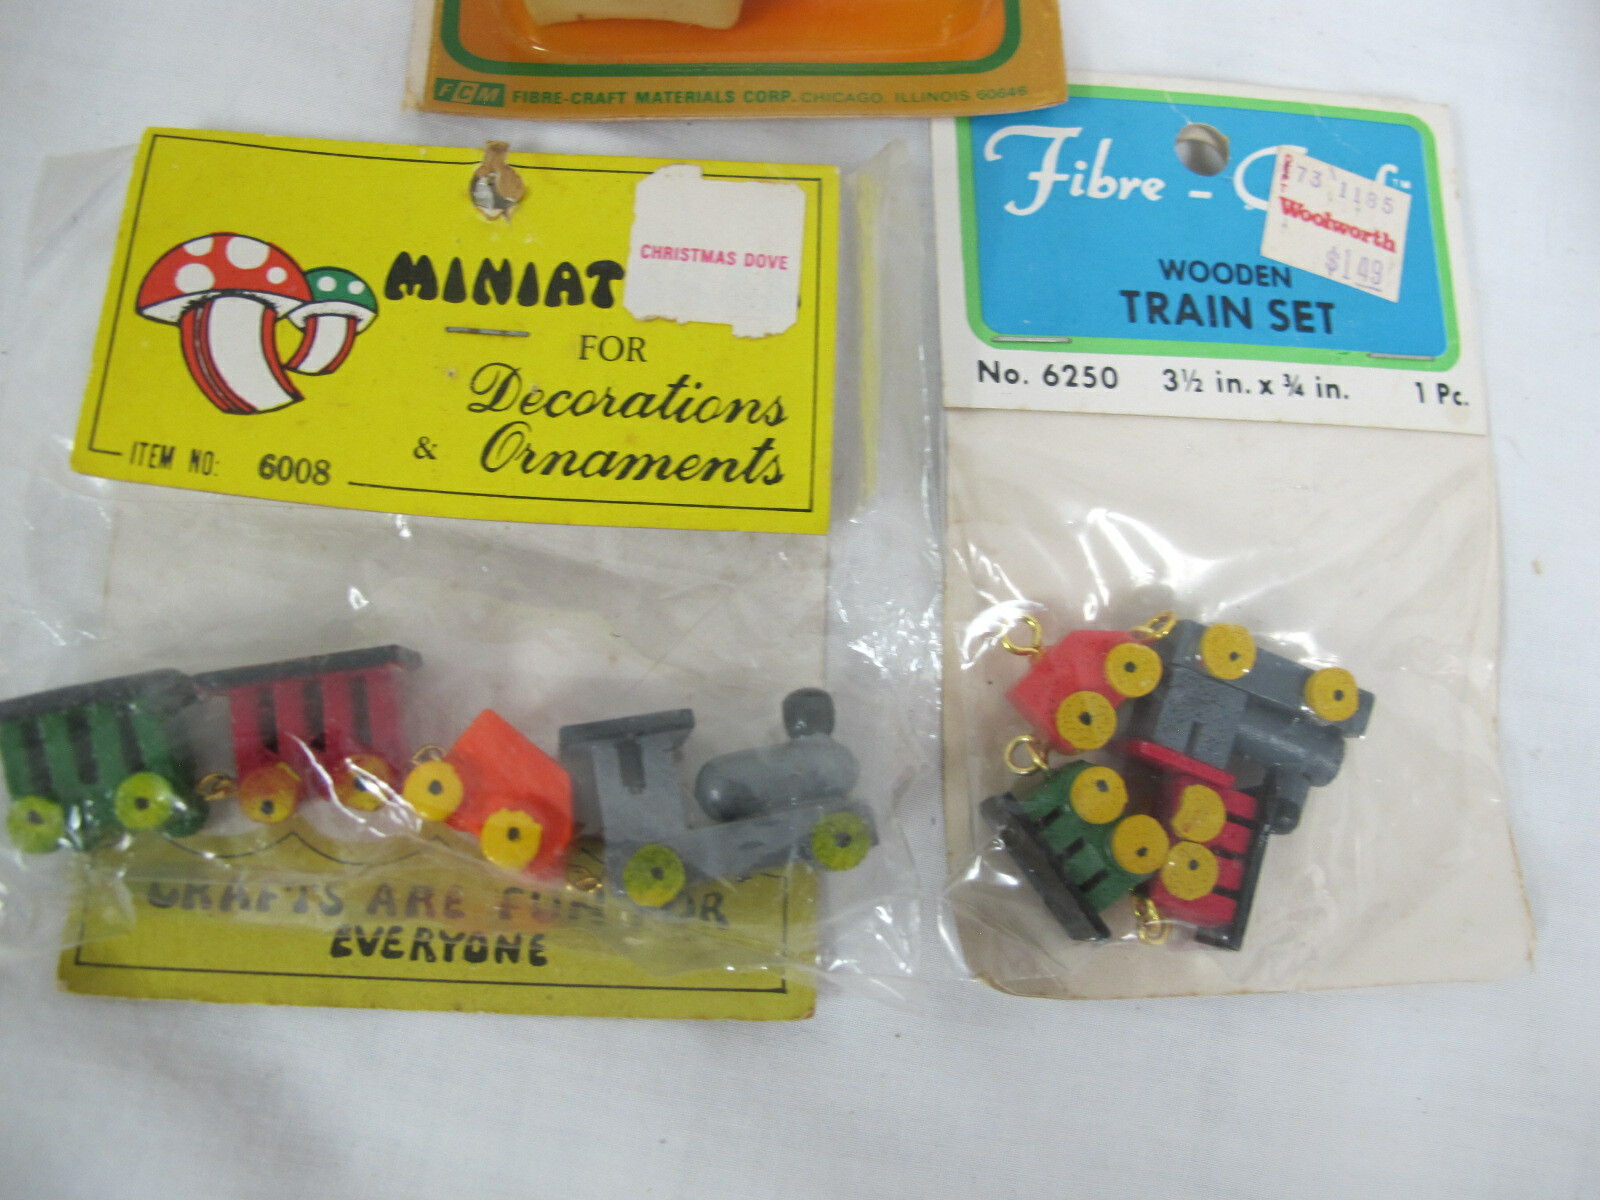 FCM FIBRE-CRAFT MATERIALS CORP. CHICAGO, ILLINOIS 60646
MINIAT
CHRISTMAS DOVE
FOR
Decorations
& Ornaments
ITEM NO: 6008
CRAFTS ARE FUN FOR
EVERYONE
Fibre - C
73 1185
Woolworth
$1.49
WOODEN
TRAIN SET
No. 6250 3½ in. x ¾ in. 1 Pc.